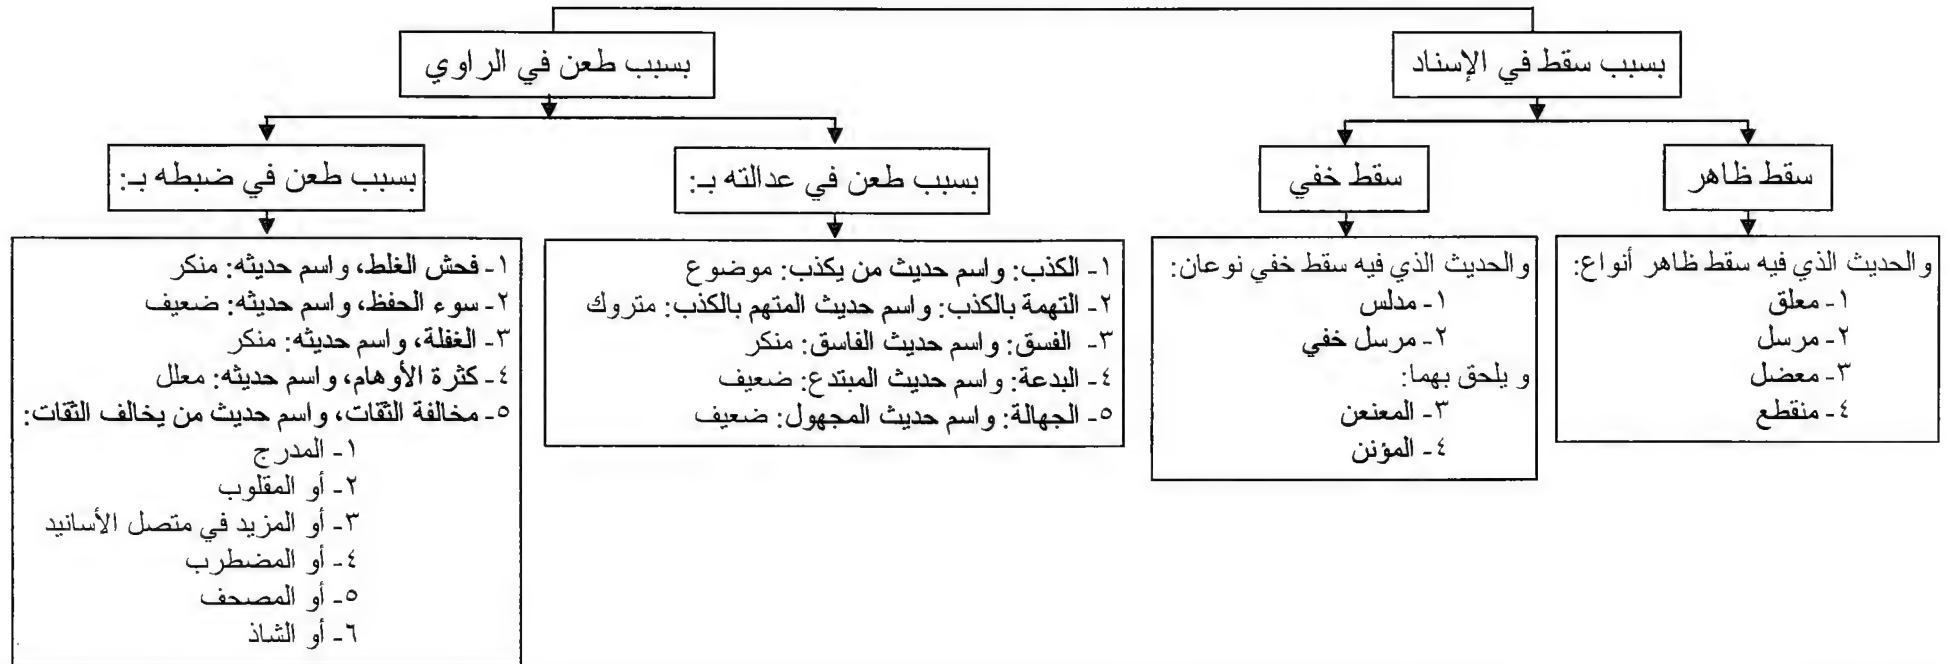 بسبب سقط في الإسناد
بسبب طعن في الراوي
سقط ظاهر
سقط خفي
بسبب طعن في عدالته بـ:
بسبب طعن في ضبطه بـ:
والحديث الذي فيه سقط ظاهر أنواع:
١- معلق
٢- مرسل
٣- معضل
٤- منقطع
والحديث الذي فيه سقط خفي نوعان:
١- مدلس
٢- مرسل خفي
ويلحق بهما:
٣- المعنعن
٤- المؤنن
١- الكذب: واسم حديث من يكذب: موضوع
٢- التهمة بالكذب: واسم حديث المتهم بالكذب: متروك
٣- الفسق: واسم حديث الفاسق: منكر
٤- البدعة: واسم حديث المبتدع: ضعيف
٥- الجهالة: واسم حديث المجهول: ضعيف
١- فحش الغلط، واسم حديثه: منكر
٢- سوء الحفظ، واسم حديثه: ضعيف
٣- الغفلة، واسم حديثه: منكر
٤- كثرة الأوهام، واسم حديثه: معلل
٥- مخالفة الثقات، واسم حديث من يخالف الثقات:
١- المدرج
٢- أو المقلوب
٣- أو المزيد في متصل الأسانيد
٤- أو المضطرب
٥- أو المصحف
٦- أو الشاذ